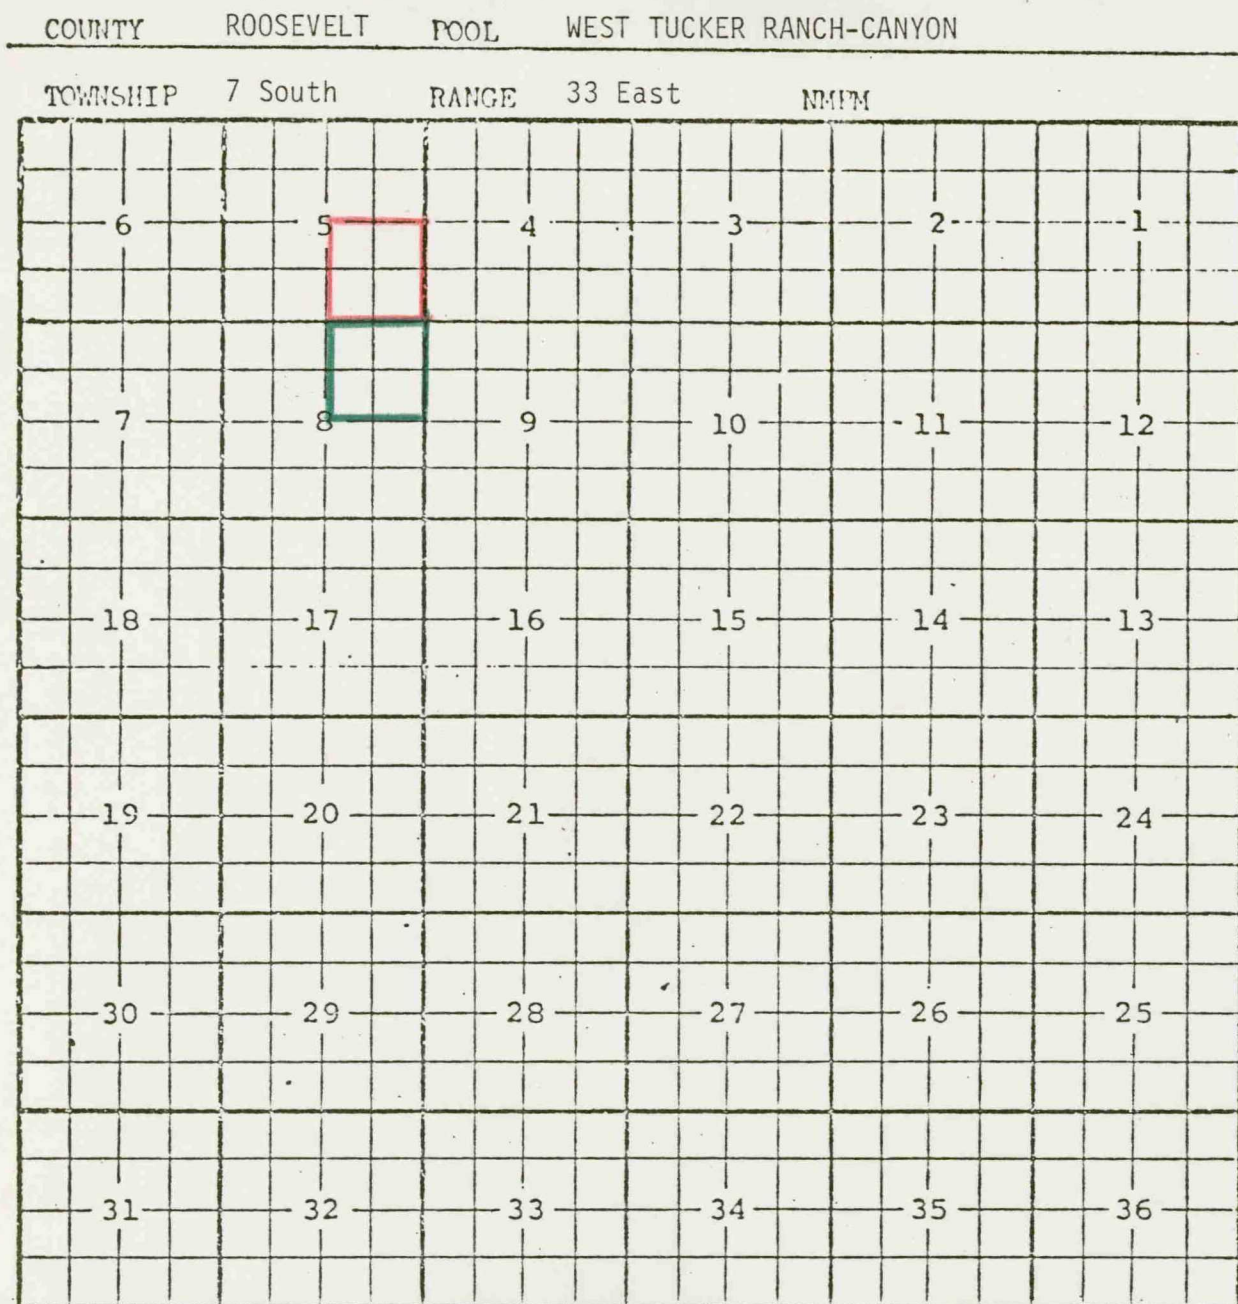 COUNTY ROOSEVELT POOL WEST TUCKER RANCH-CANYON
TOWNSHIP 7 South RANGE 33 East NMPM
6 5 4 3 2 1
7 8 9 10 11 12
18 17 16 15 14 13
19 20 21 22 23 24
30 29 28 27 26 25
31 32 33 34 35 36